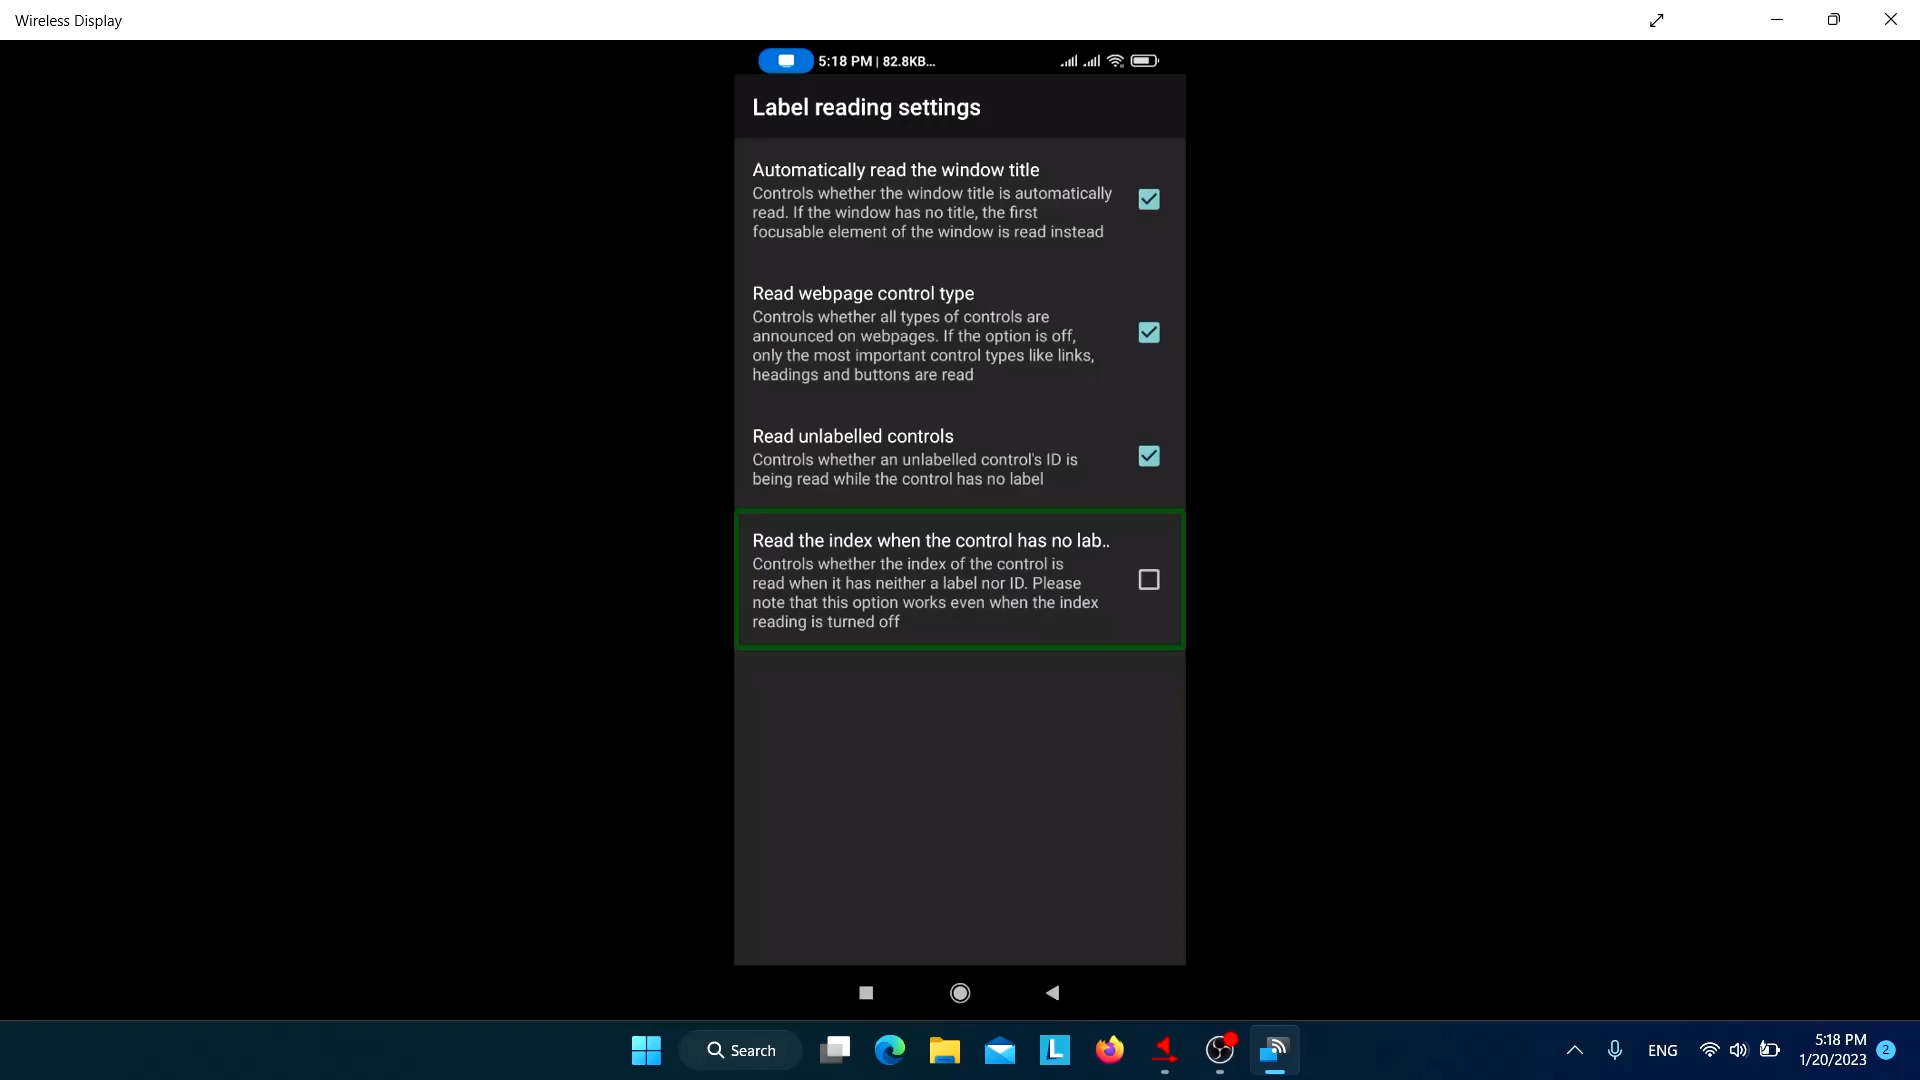 Wireless Display
5:18 PM | 82.8KB...
Label reading settings
Automatically read the window title
Controls whether the window title is automatically
read. If the window has no title, the first
focusable element of the window is read instead
Read webpage control type
Controls whether all types of controls are
announced on webpages. If the option is off,
only the most important control types like links,
headings and buttons are read
Read unlabelled controls
Controls whether an unlabelled control's ID is
being read while the control has no label
Read the index when the control has no lab..
Controls whether the index of the control is
read when it has neither a label nor ID. Please
note that this option works even when the index
reading is turned off
Search
L
ENG
5:18 PM
1/20/2023
2